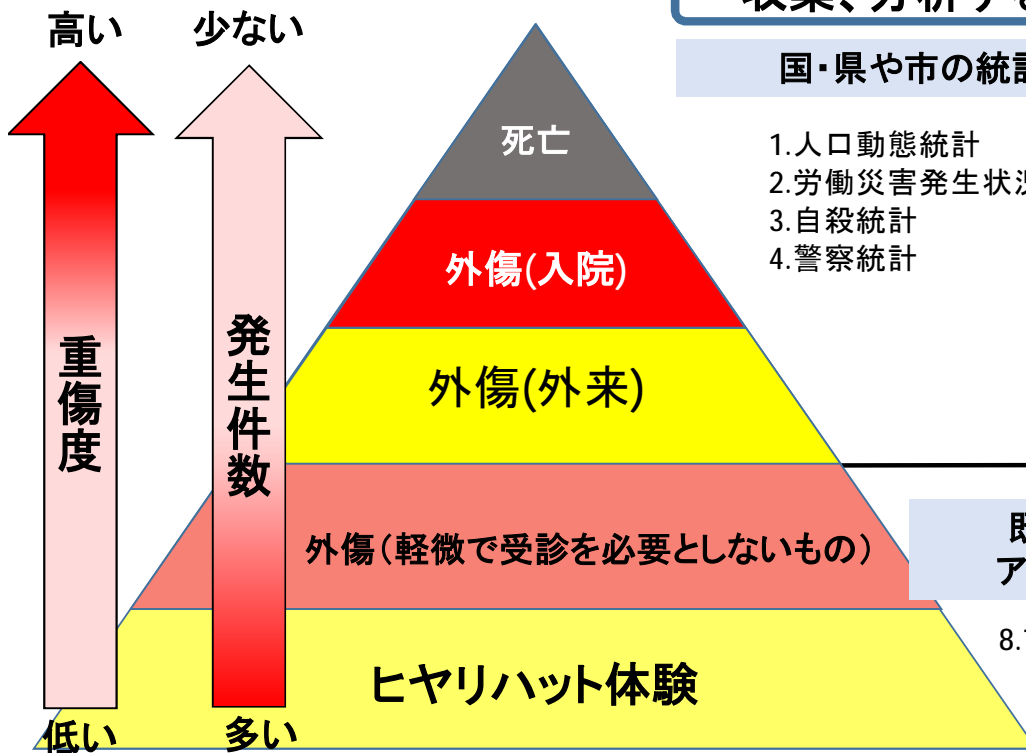 高い
少ない
国・県や市の統
1.人口動態統計
2.労働災害発生状
3.自殺統計
4.警察統計
死亡
外傷(入院)
外傷(外来)
外傷(軽微で受診を必要としないもの)
ヒヤリハット体験
重傷度
発生件数
低い
多い
既
ア
8.